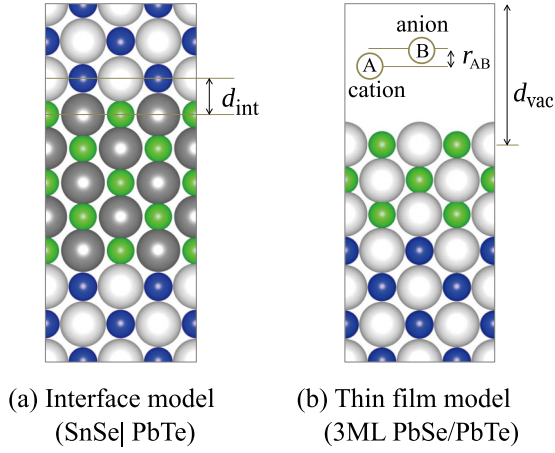 anion
B
A
r_AB
cation
d_int
d_vac
(a) Interface model
(SnSe| PbTe)
(b) Thin film model
(3ML PbSe/PbTe)